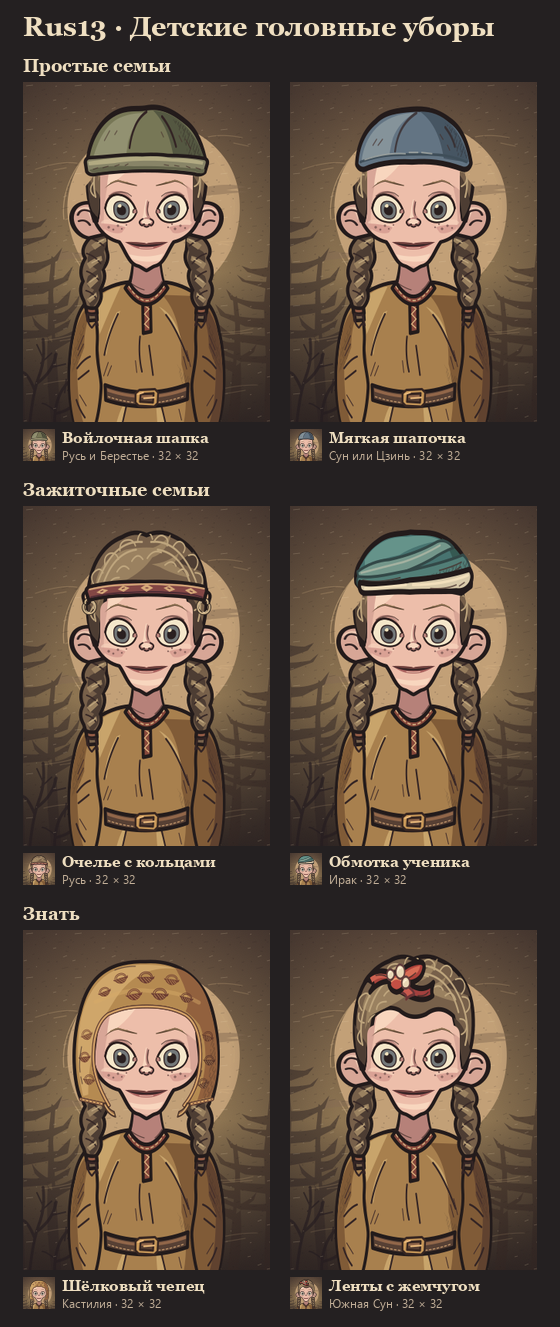 Rus13 · Детские головные уборы
Простые семьи
Войлочная шапка
Русь и Берестье · 32 × 32
Мягкая шапочка
Сун или Цзинь · 32 × 32
Зажиточные семьи
Очелье с кольцами
Русь · 32 × 32
Обмотка ученика
Ирак · 32 × 32
Знать
Шёлковый чепец
Кастилия · 32 × 32
Ленты с жемчугом
Южная Сун · 32 × 32